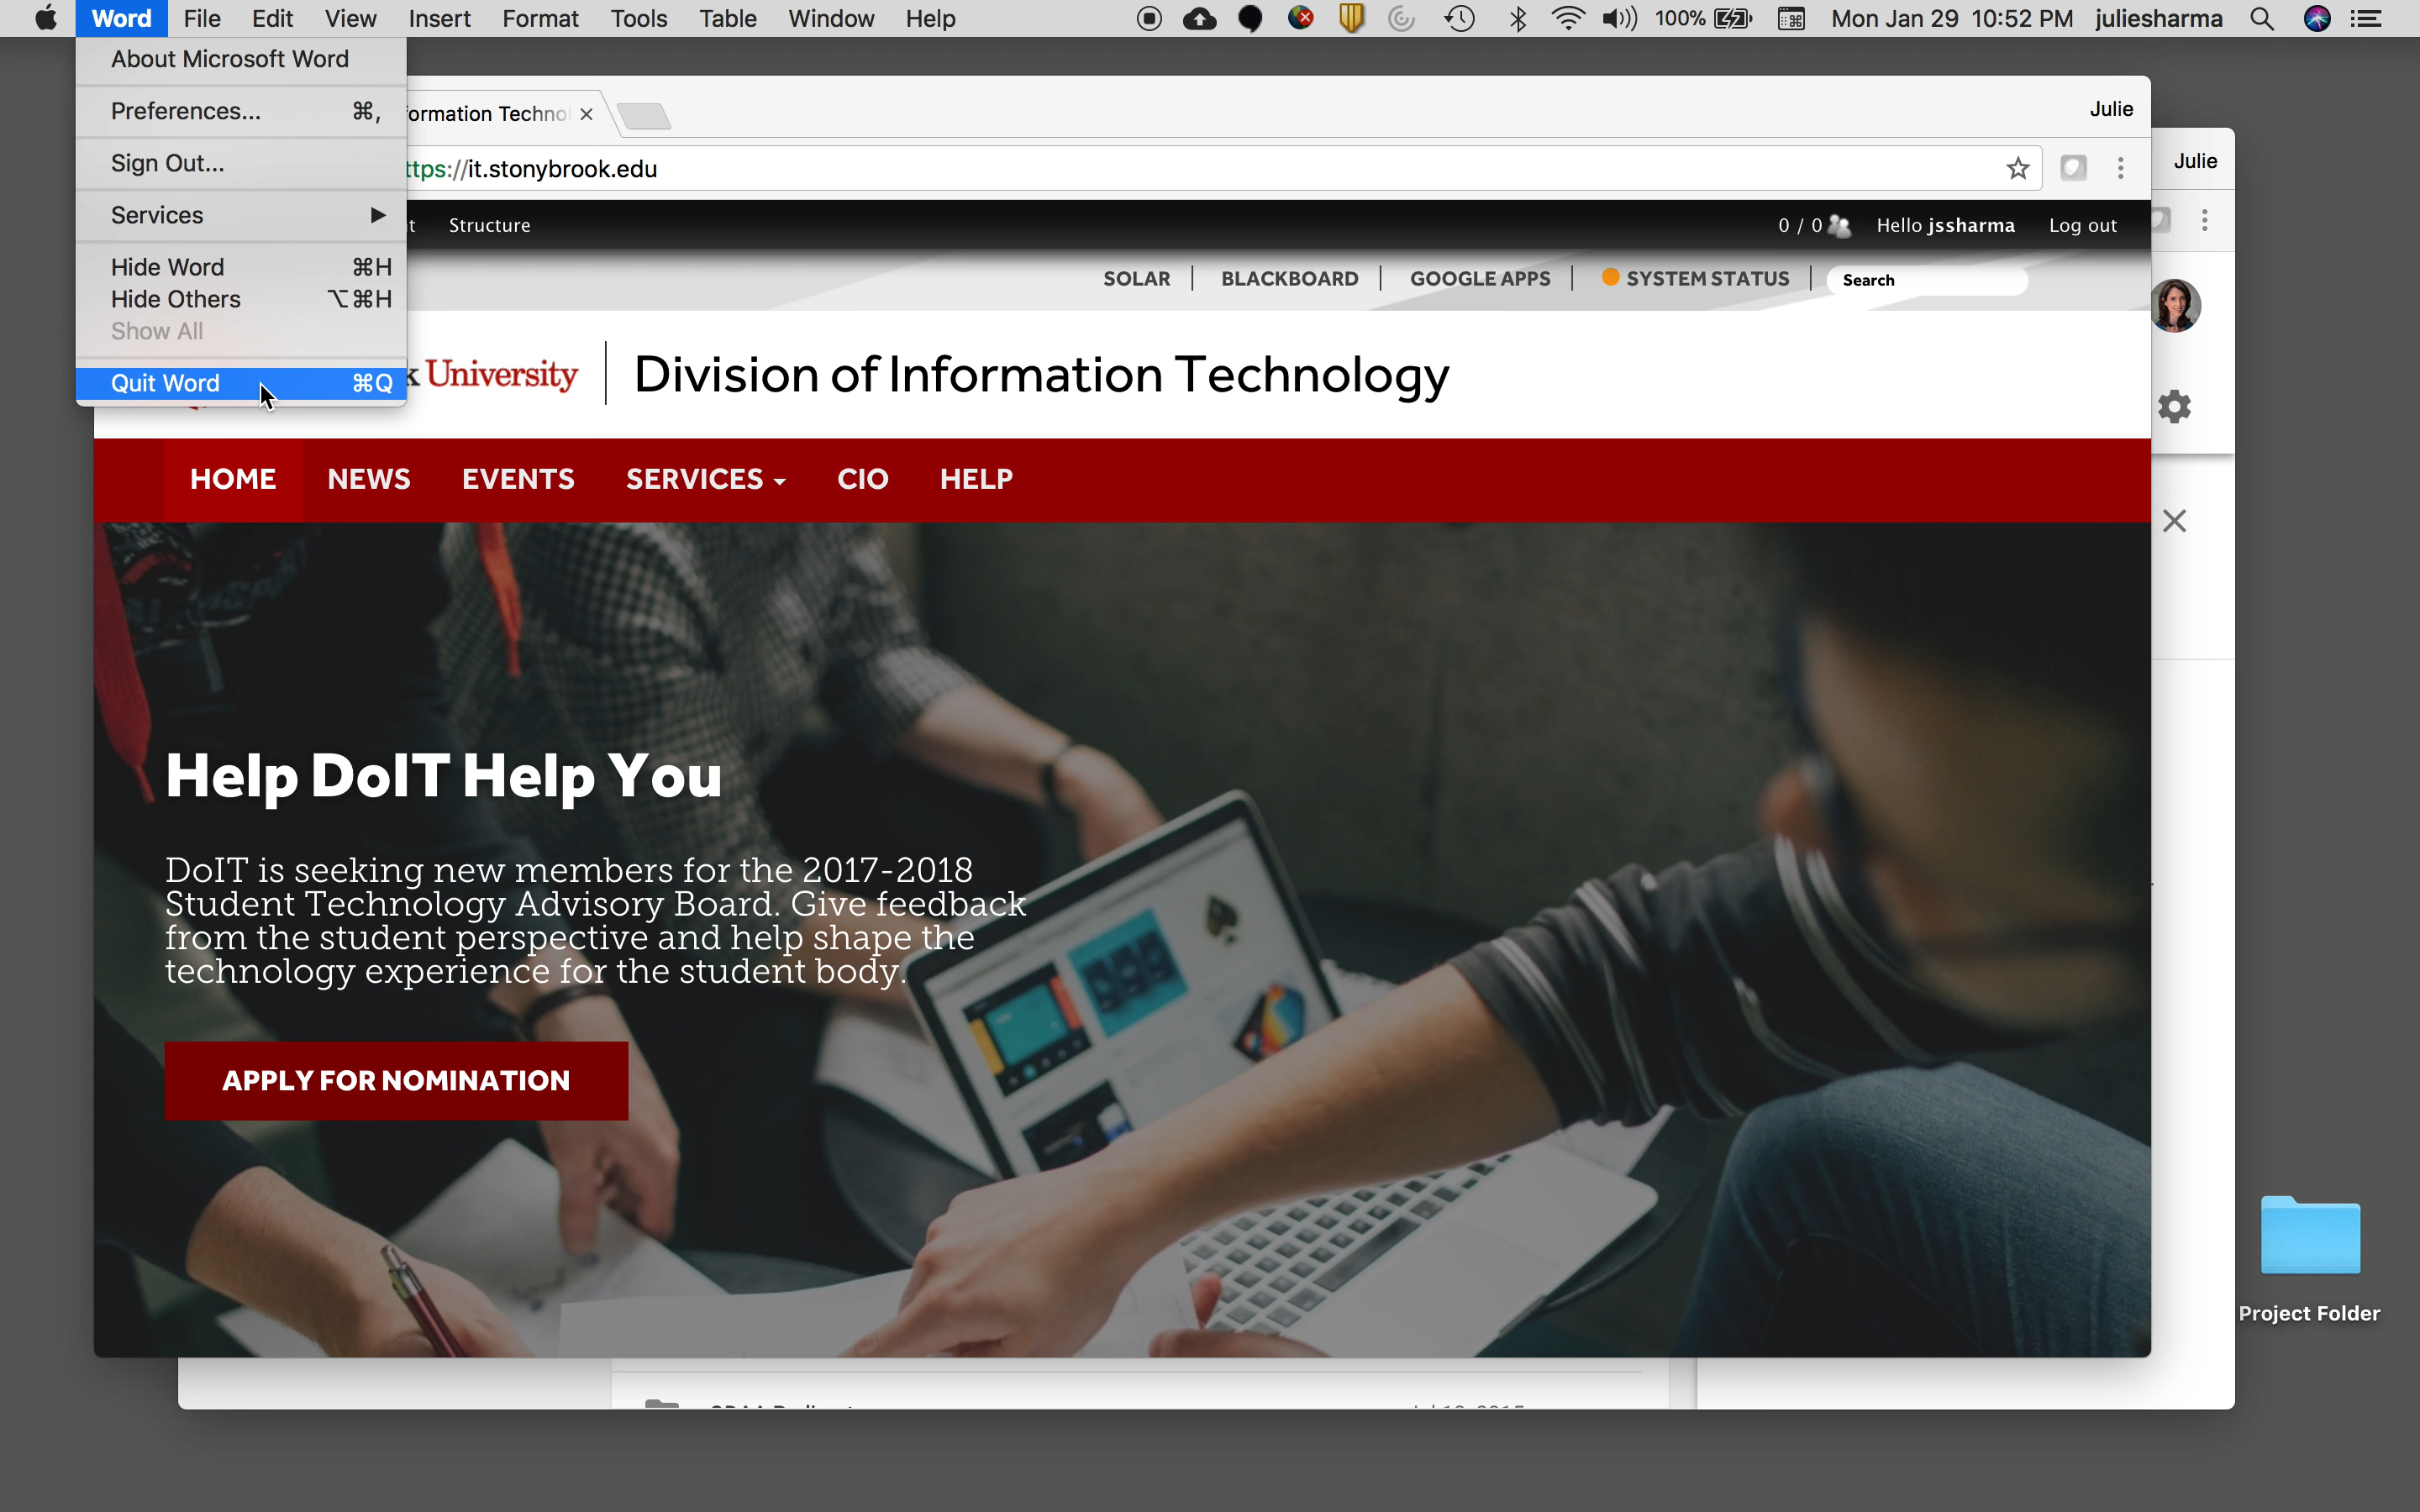 Word File Edit View Insert Format Tools Table Window Help 100% Mon Jan 29 10:52 PM juliesharma
About Microsoft Word
Preferences... ⌘,
Sign Out...
Services ▶
Hide Word ⌘H
Hide Others ⌥⌘H
Show All
Quit Word ⌘Q
Julie
Julie
ttps://it.stonybrook.edu
Structure 0 / 0 Hello jssharma Log out
SOLAR | BLACKBOARD | GOOGLE APPS | SYSTEM STATUS | Search
University | Division of Information Technology
HOME NEWS EVENTS SERVICES CIO HELP
Help DoIT Help You
DoIT is seeking new members for the 2017-2018
Student Technology Advisory Board. Give feedback
from the student perspective and help shape the
technology experience for the student body.
APPLY FOR NOMINATION
Project Folder